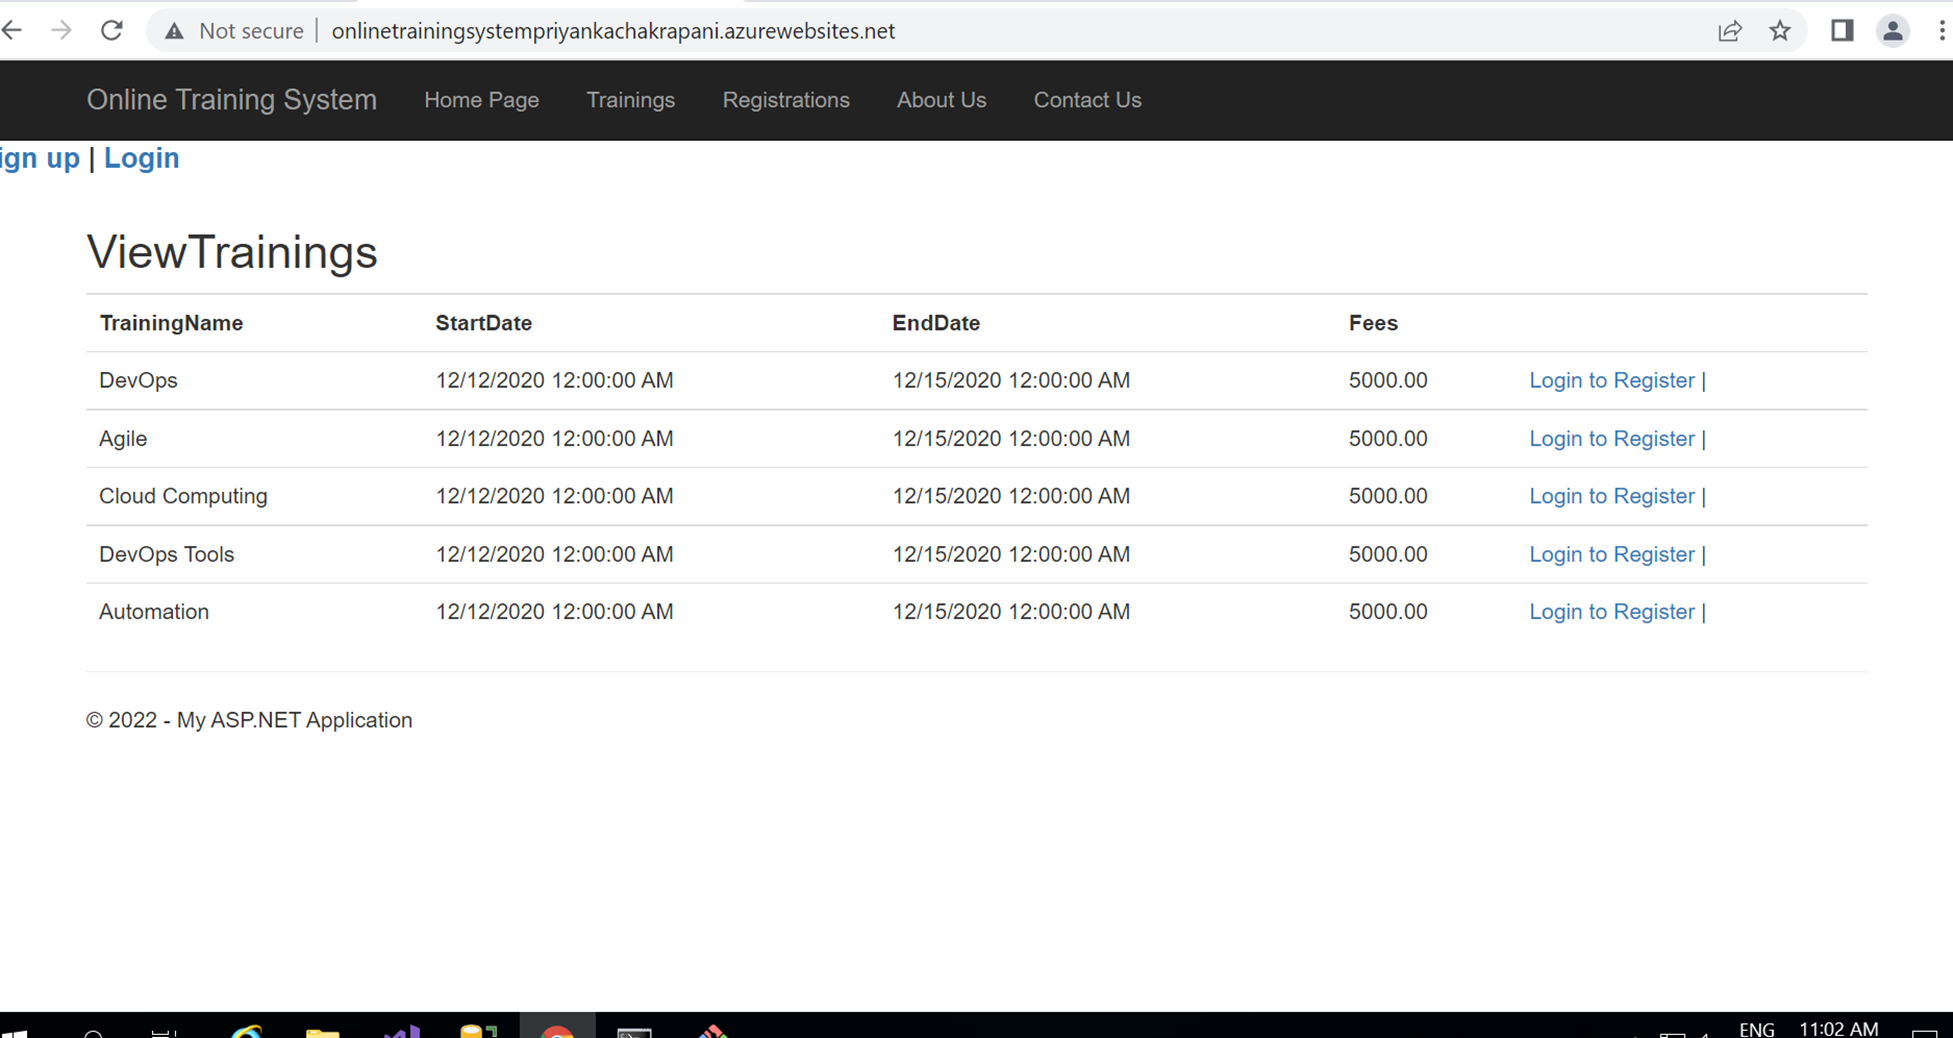 Not secure | onlinetrainingsystempriyankachakrapani.azurewebsites.net
Online Training System Home Page Trainings Registrations About Us Contact Us
ign up | Login
ViewTrainings
TrainingName StartDate EndDate Fees
DevOps 12/12/2020 12:00:00 AM 12/15/2020 12:00:00 AM 5000.00 Login to Register |
Agile 12/12/2020 12:00:00 AM 12/15/2020 12:00:00 AM 5000.00 Login to Register |
Cloud Computing 12/12/2020 12:00:00 AM 12/15/2020 12:00:00 AM 5000.00 Login to Register |
DevOps Tools 12/12/2020 12:00:00 AM 12/15/2020 12:00:00 AM 5000.00 Login to Register |
Automation 12/12/2020 12:00:00 AM 12/15/2020 12:00:00 AM 5000.00 Login to Register |
© 2022 - My ASP.NET Application
ENG 11:02 AM